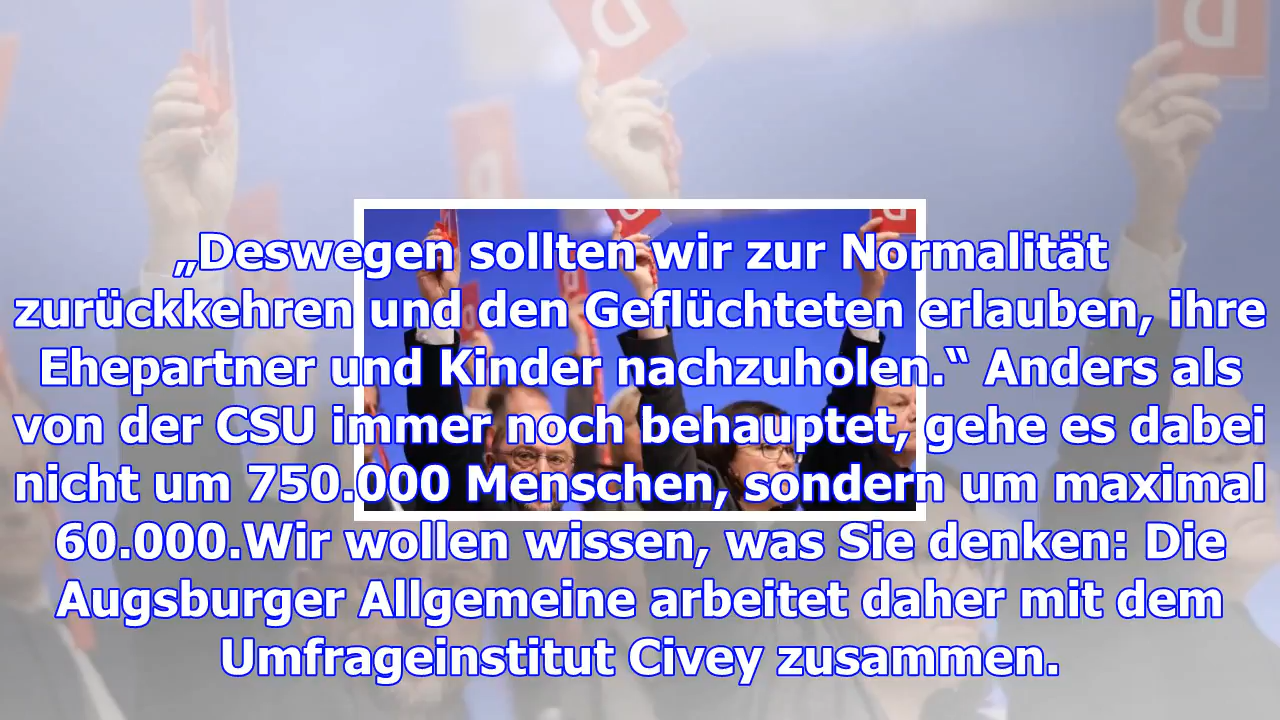 „Deswegen sollten wir zur Normalität
zurückkehren und den Geflüchteten erlauben, ihre
Ehepartner und Kinder nachzuholen.“ Anders als
von der CSU immer noch behauptet, gehe es dabei
nicht um 750.000 Menschen, sondern um maximal
60.000.Wir wollen wissen, was Sie denken: Die
Augsburger Allgemeine arbeitet daher mit dem
Umfrageinstitut Civey zusammen.